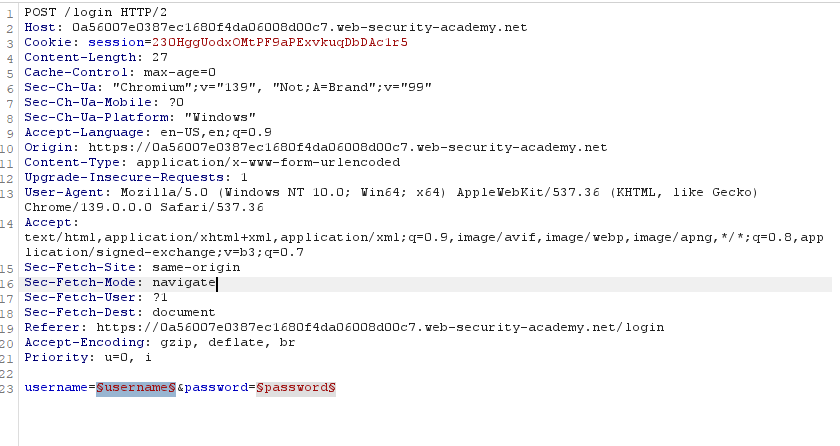 1 POST /login HTTP/2
2 Host: 0a56007e0387ec1680f4da06008d00c7.web-security-academy.net
3 Cookie: session=230HggUodxOMtPF9aPExvkuqDbDAc1r5
4 Content-Length: 27
5 Cache-Control: max-age=0
6 Sec-Ch-Ua: "Chromium";v="139", "Not;A=Brand";v="99"
7 Sec-Ch-Ua-Mobile: ?0
8 Sec-Ch-Ua-Platform: "Windows"
9 Accept-Language: en-US,en;q=0.9
10 Origin: https://0a56007e0387ec1680f4da06008d00c7.web-security-academy.net
11 Content-Type: application/x-www-form-urlencoded
12 Upgrade-Insecure-Requests: 1
13 User-Agent: Mozilla/5.0 (Windows NT 10.0; Win64; x64) AppleWebKit/537.36 (KHTML, like Gecko)
Chrome/139.0.0.0 Safari/537.36
14 Accept:
text/html,application/xhtml+xml,application/xml;q=0.9,image/avif,image/webp,image/apng,*/*;q=0.8,app
lication/signed-exchange;v=b3;q=0.7
15 Sec-Fetch-Site: same-origin
16 Sec-Fetch-Mode: navigate
17 Sec-Fetch-User: ?1
18 Sec-Fetch-Dest: document
19 Referer: https://0a56007e0387ec1680f4da06008d00c7.web-security-academy.net/login
20 Accept-Encoding: gzip, deflate, br
21 Priority: u=0, i
22
23 username=§username§&password=§password§